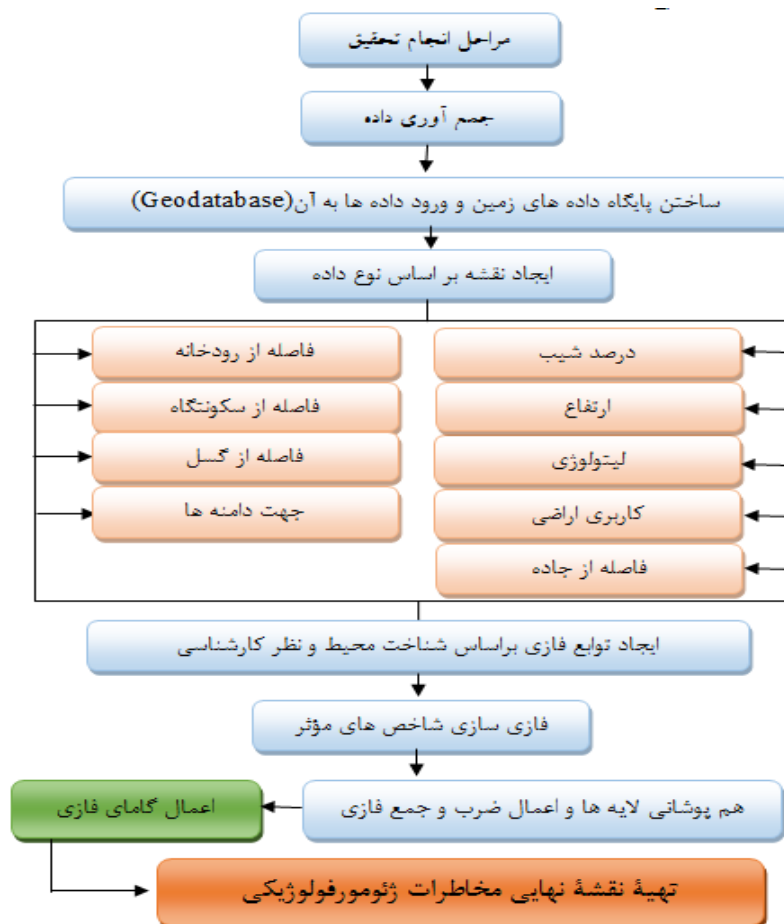 مراحل انجام تحقیق
جمع آوری داده
ساختن پایگاه داده های زمین و ورود داده ها به آن(Geodatabase)
ایجاد نقشه بر اساس نوع داده
درصد شیب
ارتفاع
لیتولوژی
کاربری اراضی
فاصله از جاده
فاصله از رودخانه
فاصله از سکونتگاه
فاصله از گسل
جهت دامنه ها
ایجاد توابع فازی براساس شناخت محیط و نظر کارشناسی
فازی سازی شاخص های مؤثر
هم پوشانی لایه ها و اعمال ضرب و جمع فازی
اعمال گامای فازی
تهیۀ نقشۀ نهایی مخاطرات ژئومورفولوژیکی